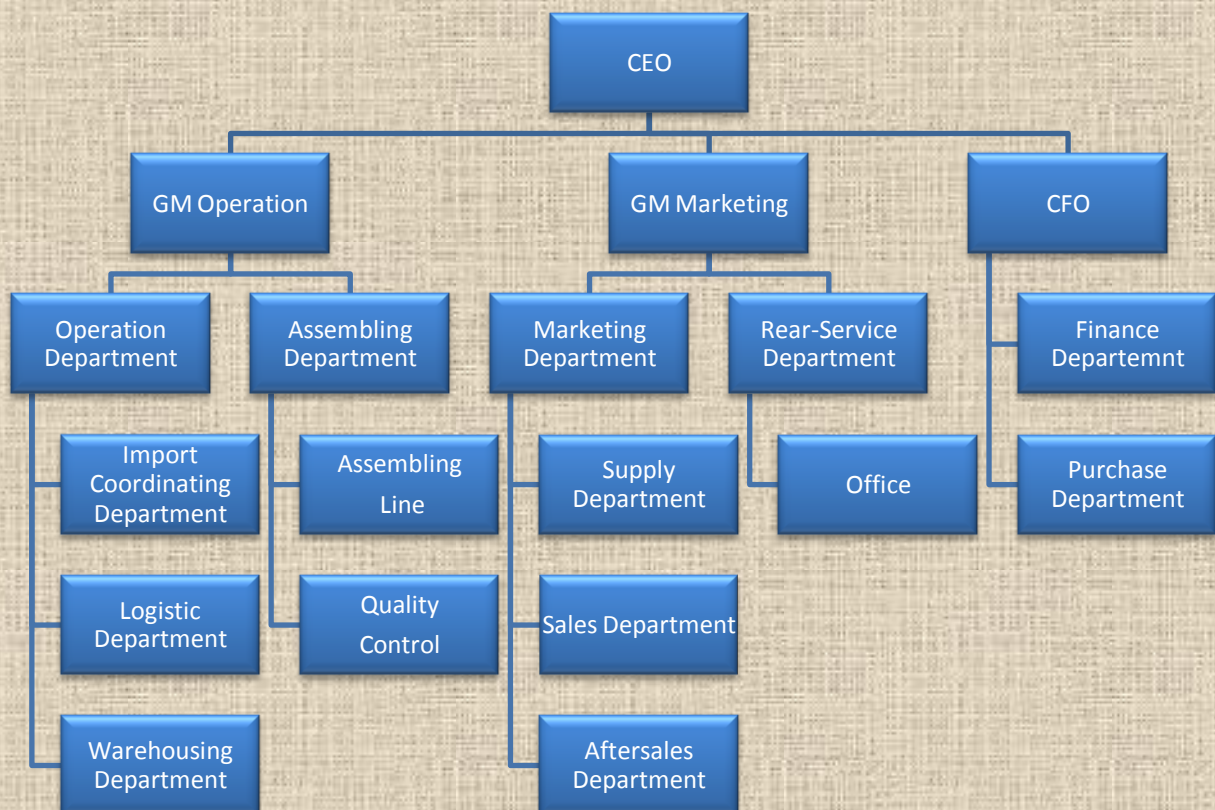 CEO
GM Operation
GM Marketing
CFO
Operation
Department
Assembling
Department
Marketing
Department
Rear-Service
Department
Finance
Departemnt
Import
Coordinating
Department
Assembling
Line
Supply
Department
Office
Purchase
Department
Logistic
Department
Quality
Control
Sales Department
Warehousing
Department
Aftersales
Department